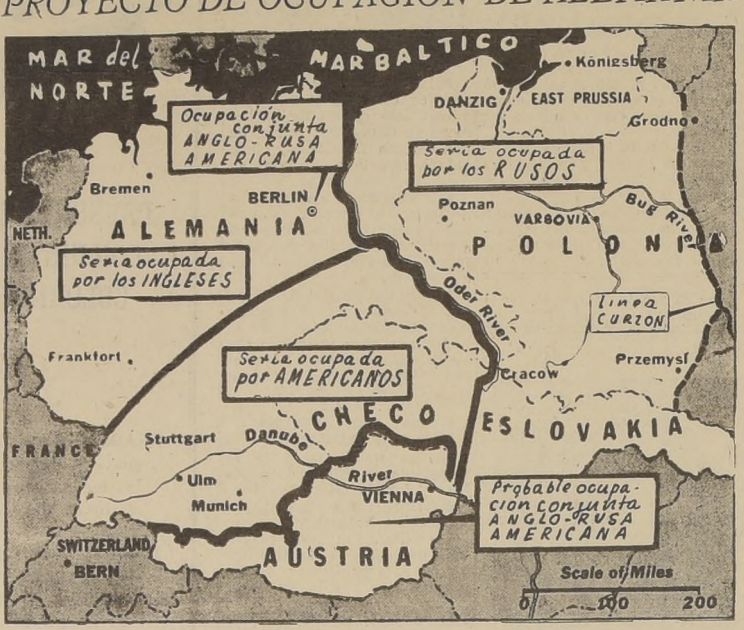 PROYECTO DE OCUPACION DE
MAR del
NORTE
MAR BALTICO
Königsberg
DANZIG
EAST PRUSSIA
Grodno
Ocupación
conjunta
ANGLO-RUSA
AMERICANA
Seria ocupada
por los RUSOS
Bremen
BERLIN
Poznan
VARBOVIA
Bug River
NETH.
ALEMANIA
POLONIA
Seria ocupada
por los INGLESES
Oder River
linea
CURZON
Frankfort
Seria ocupada
por AMERICANOS
Cracow
Przemysl
CHECO
ESLOVAKIA
FRANCE
Stuttgart
Danube
River
Ulm
Munich
VIENNA
Probable ocupa-
cion conjunta
ANGLO-RUSA
AMERICANA
SWITZERLAND
BERN
AUSTRIA
Scale of Miles
0 100 200